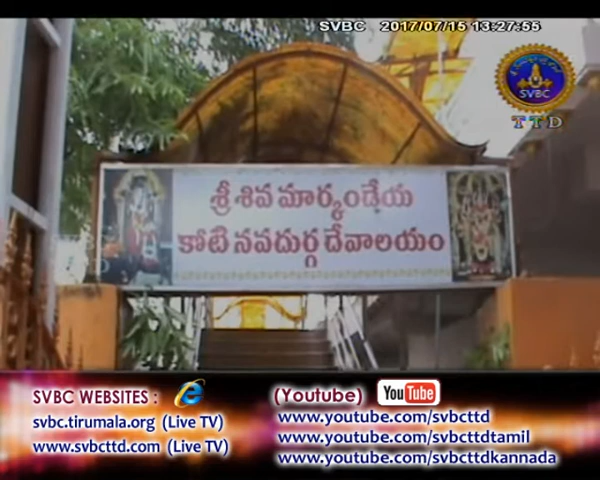 SVBC 2017/07/15 13:27:55
SVBC
TTD
శ్రీ శివ మార్కండేయ
కోటి నవదుర్గ దేవాలయం
SVBC WEBSITES :
svbc.tirumala.org (Live TV)
www.svbcttd.com (Live TV)
(Youtube) YouTube
www.youtube.com/svbcttd
www.youtube.com/svbcttdtamil
www.youtube.com/svbcttdkannada